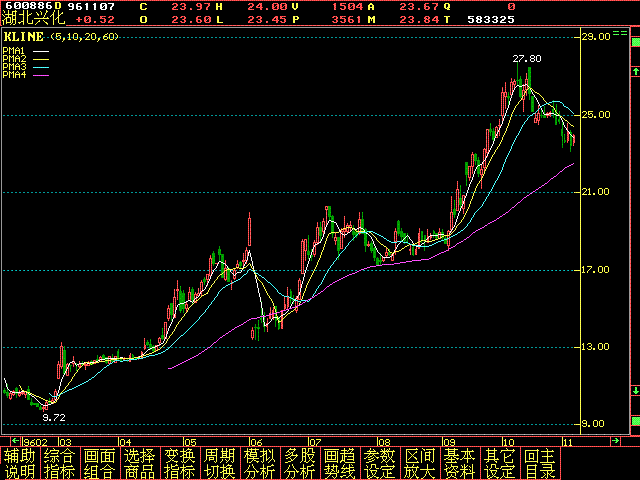 600886D 961107 C 23.97 H 24.00 V 1504 A 23.67 Q 0
湖北兴化 +0.52 O 23.60 L 23.45 P 3561 M 23.84 T 583325
KLINE (5,10,20,60)
PMA1
PMA2
PMA3
PMA4
29.00
27.80
25.00
21.00
17.00
13.00
9.72
9.00
9602 03 04 05 06 07 08 09 10 11
辅助 综合 画面 选择 变换 周期 模拟 多股 画趋 参数 区间 基本 其它 回主
说明 指标 组合 商品 指标 切换 分析 分析 势线 设定 放大 资料 设定 目录